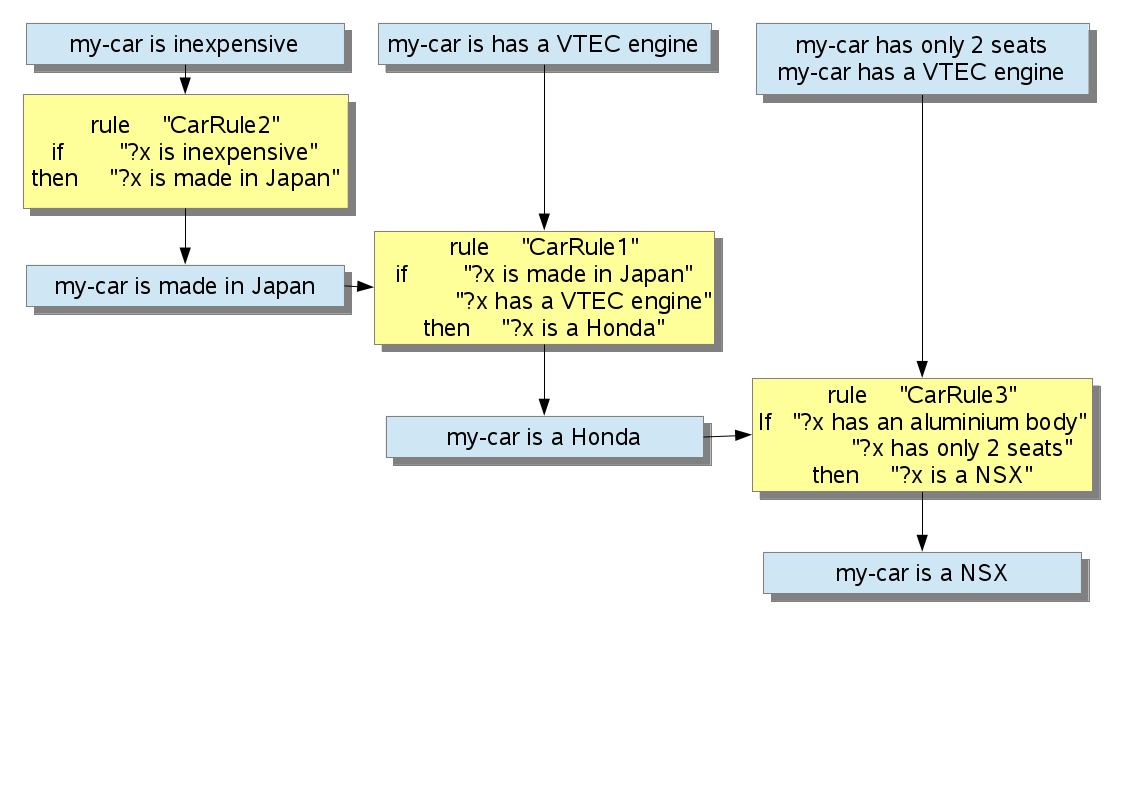 my-car is inexpensive
my-car is has a VTEC engine
my-car has only 2 seats
my-car has a VTEC engine
rule "CarRule2"
if "?x is inexpensive"
then "?x is made in Japan"
my-car is made in Japan
rule "CarRule1"
if "?x is made in Japan"
"?x has a VTEC engine"
then "?x is a Honda"
my-car is a Honda
rule "CarRule3"
If "?x has an aluminium body"
"?x has only 2 seats"
then "?x is a NSX"
my-car is a NSX